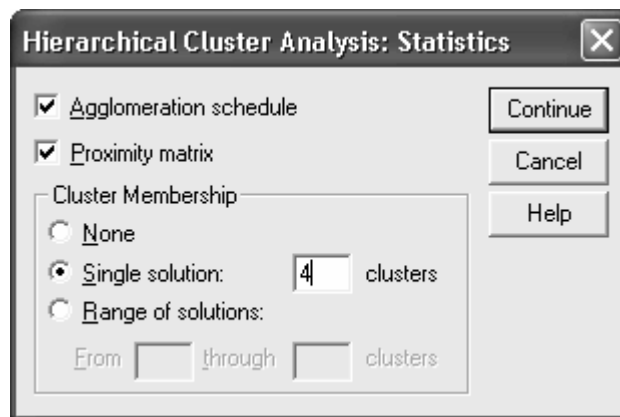 Hierarchical Cluster Analysis: Statistics
Agglomeration schedule
Continue
Proximity matrix
Cancel
Cluster Membership
Help
None
Single solution: 4 clusters
Range of solutions:
From through clusters